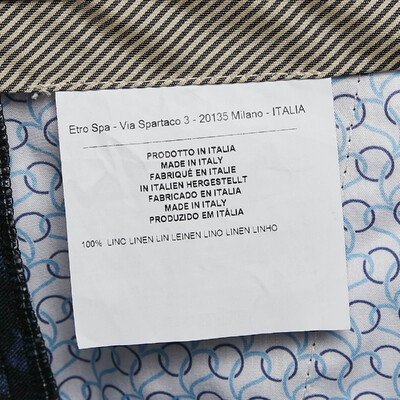 Etro Spa - Via Spartaco 3 - 20135 Milano - ITALIA
PRODOTTO IN ITALIA
MADE IN ITALY
FABRIQUÉ EN ITALIE
IN ITALIEN HERGESTELLT
FABRICADO EN ITALIA
MADE IN ITALY
PRODUZIDO EM ITÀLIA
100% LINO LINEN LIN LEINEN LINO LINEN LINHO